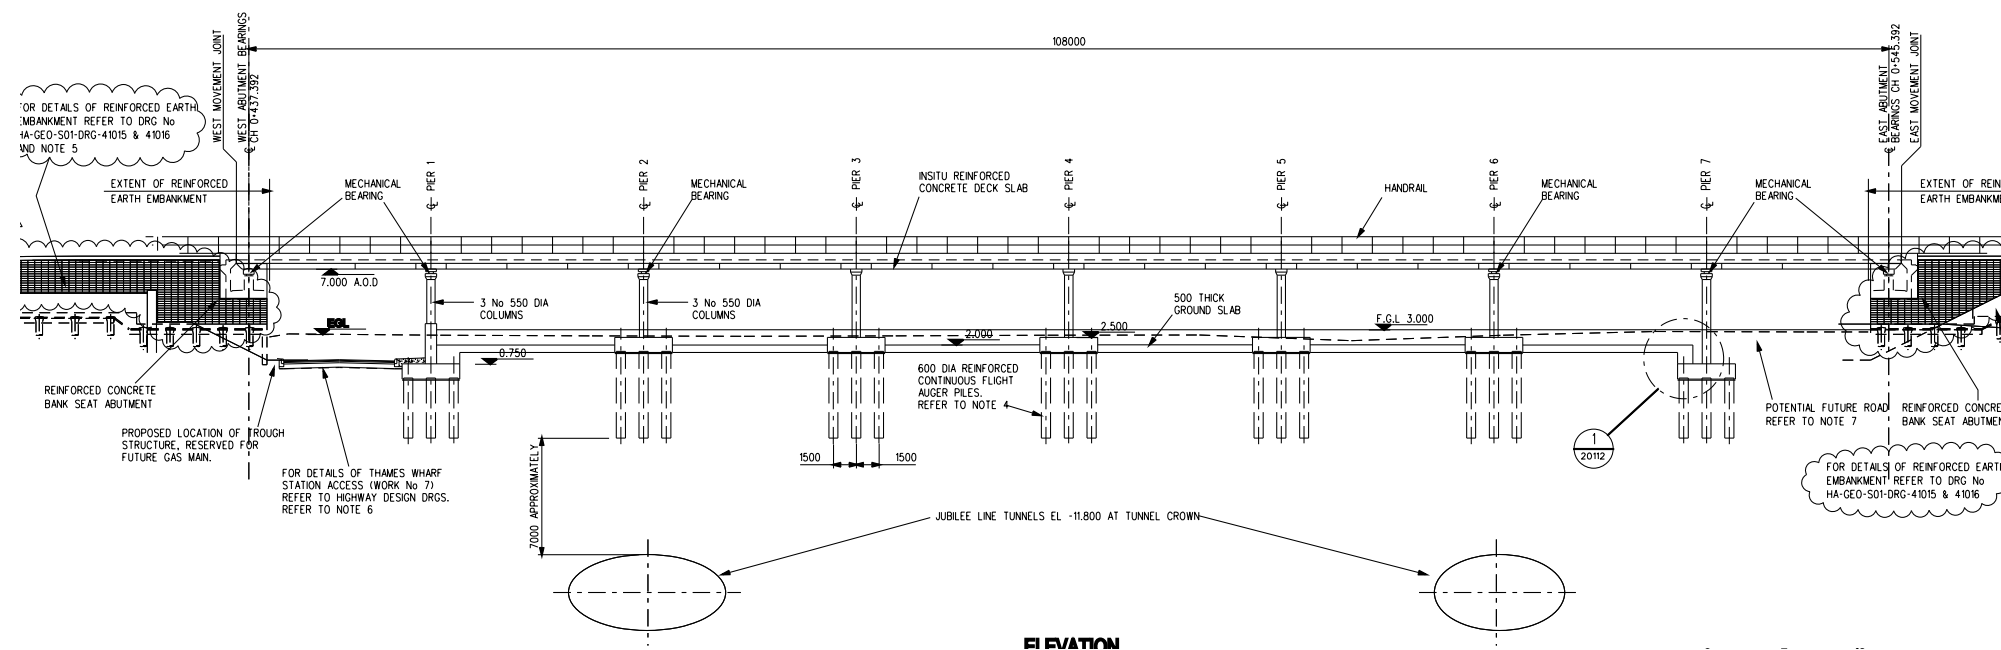 108000
WEST MOVEMENT JOINT
WEST ABUTMENT BEARINGS
℄ CH 0+437.392
EAST ABUTMENT
℄ BEARINGS CH 0+545.392
EAST MOVEMENT JOINT
FOR DETAILS OF REINFORCED EARTH
EMBANKMENT REFER TO DRG No
HA-GEO-S01-DRG-41015 & 41016
AND NOTE 5
EXTENT OF REINFORCED
EARTH EMBANKMENT
MECHANICAL
BEARING
℄ PIER 1
℄ PIER 2
MECHANICAL
BEARING
℄ PIER 3
INSITU REINFORCED
CONCRETE DECK SLAB
℄ PIER 4
℄ PIER 5
HANDRAIL
℄ PIER 6
MECHANICAL
BEARING
℄ PIER 7
MECHANICAL
BEARING
EXTENT OF REIN
EARTH EMBANKME
7.000 A.O.D
3 No 550 DIA
COLUMNS
3 No 550 DIA
COLUMNS
500 THICK
GROUND SLAB
EGL
0.750
2.000
2.500
F.G.L 3.000
600 DIA REINFORCED
CONTINUOUS FLIGHT
AUGER PILES.
REFER TO NOTE 4
REINFORCED CONCRETE
BANK SEAT ABUTMENT
PROPOSED LOCATION OF TROUGH
STRUCTURE, RESERVED FOR
FUTURE GAS MAIN.
FOR DETAILS OF THAMES WHARF
STATION ACCESS (WORK No 7)
REFER TO HIGHWAY DESIGN DRGS.
REFER TO NOTE 6
7000 APPROXIMATELY
1500
1500
1
20112
POTENTIAL FUTURE ROAD
REFER TO NOTE 7
REINFORCED CONCRE
BANK SEAT ABUTMEN
FOR DETAILS OF REINFORCED EARTH
EMBANKMENT REFER TO DRG No
HA-GEO-S01-DRG-41015 & 41016
JUBILEE LINE TUNNELS EL -11.800 AT TUNNEL CROWN
ELEVATION